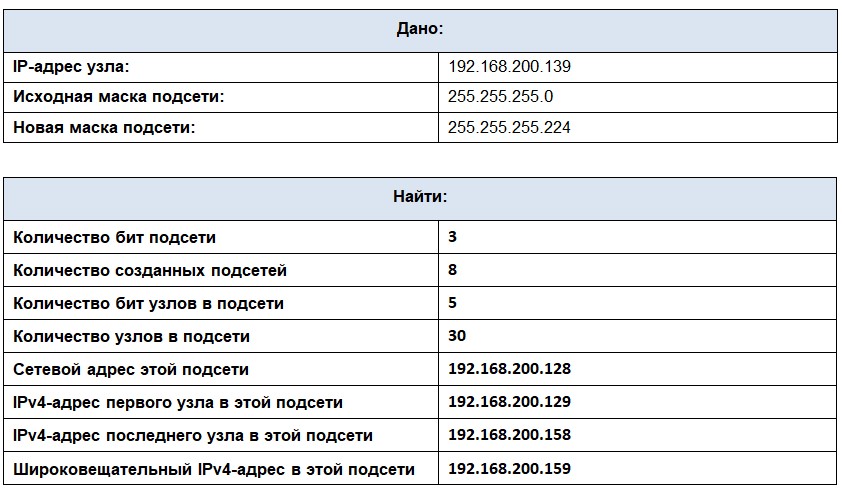 Дано:
IP-адрес узла: 192.168.200.139
Исходная маска подсети: 255.255.255.0
Новая маска подсети: 255.255.255.224
Найти:
Количество бит подсети 3
Количество созданных подсетей 8
Количество бит узлов в подсети 5
Количество узлов в подсети 30
Сетевой адрес этой подсети 192.168.200.128
IPv4-адрес первого узла в этой подсети 192.168.200.129
IPv4-адрес последнего узла в этой подсети 192.168.200.158
Широковещательный IPv4-адрес в этой подсети 192.168.200.159